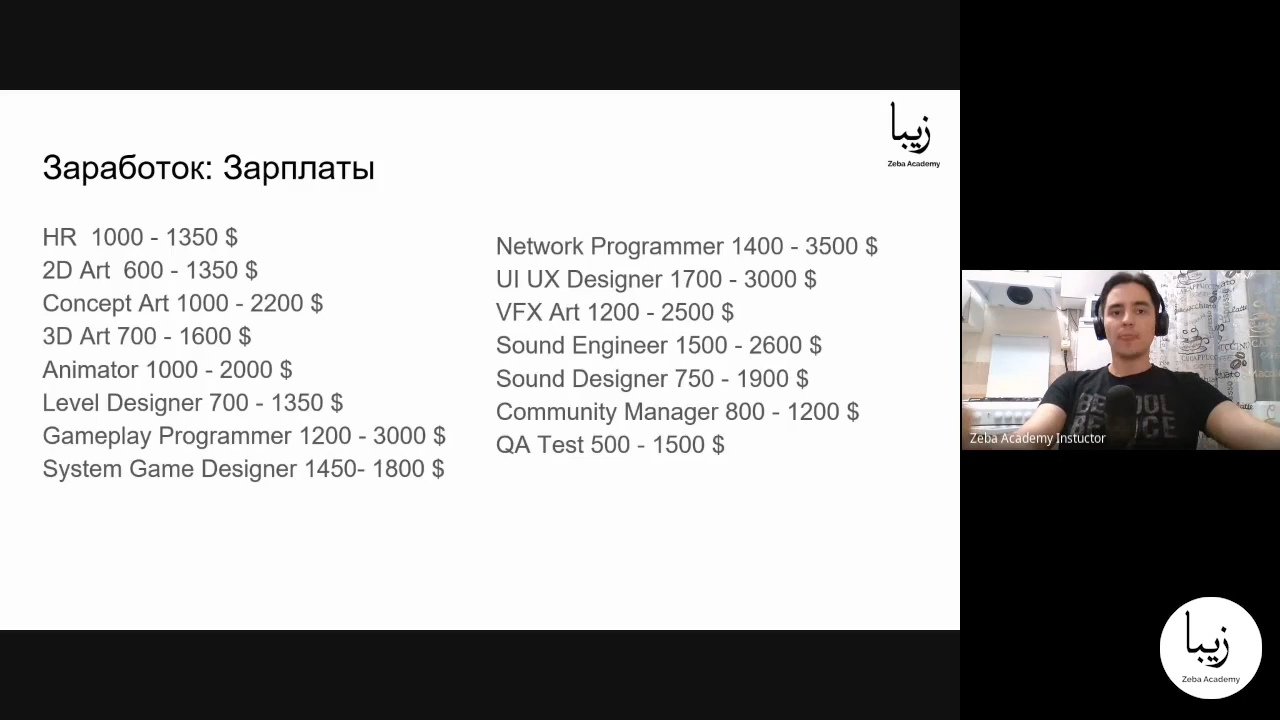 زيبا
Zeba Academy
Заработок: Зарплаты
HR 1000 - 1350 $
2D Art 600 - 1350 $
Concept Art 1000 - 2200 $
3D Art 700 - 1600 $
Animator 1000 - 2000 $
Level Designer 700 - 1350 $
Gameplay Programmer 1200 - 3000 $
System Game Designer 1450- 1800 $
Network Programmer 1400 - 3500 $
UI UX Designer 1700 - 3000 $
VFX Art 1200 - 2500 $
Sound Engineer 1500 - 2600 $
Sound Designer 750 - 1900 $
Community Manager 800 - 1200 $
QA Test 500 - 1500 $
Zeba Academy Instuctor
زيبا
Zeba Academy